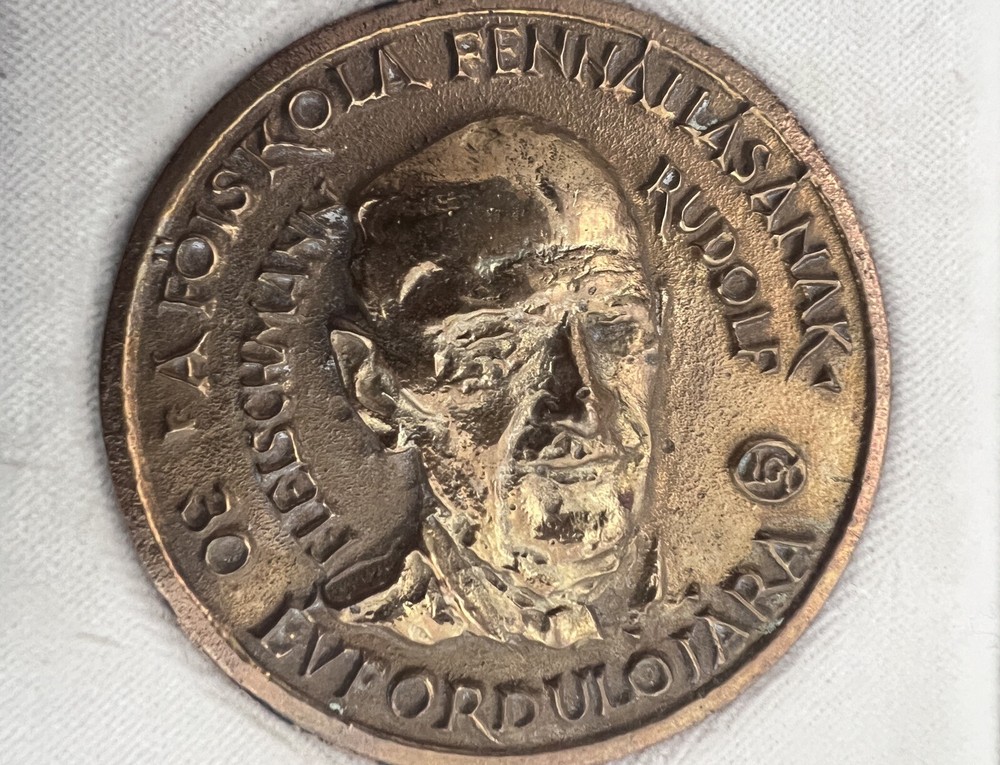 A FŐISKOLA FENNÁLLÁSÁNAK
30
ÉVFORDULÓJÁRA
FLEISCHMANN
RUDOLF